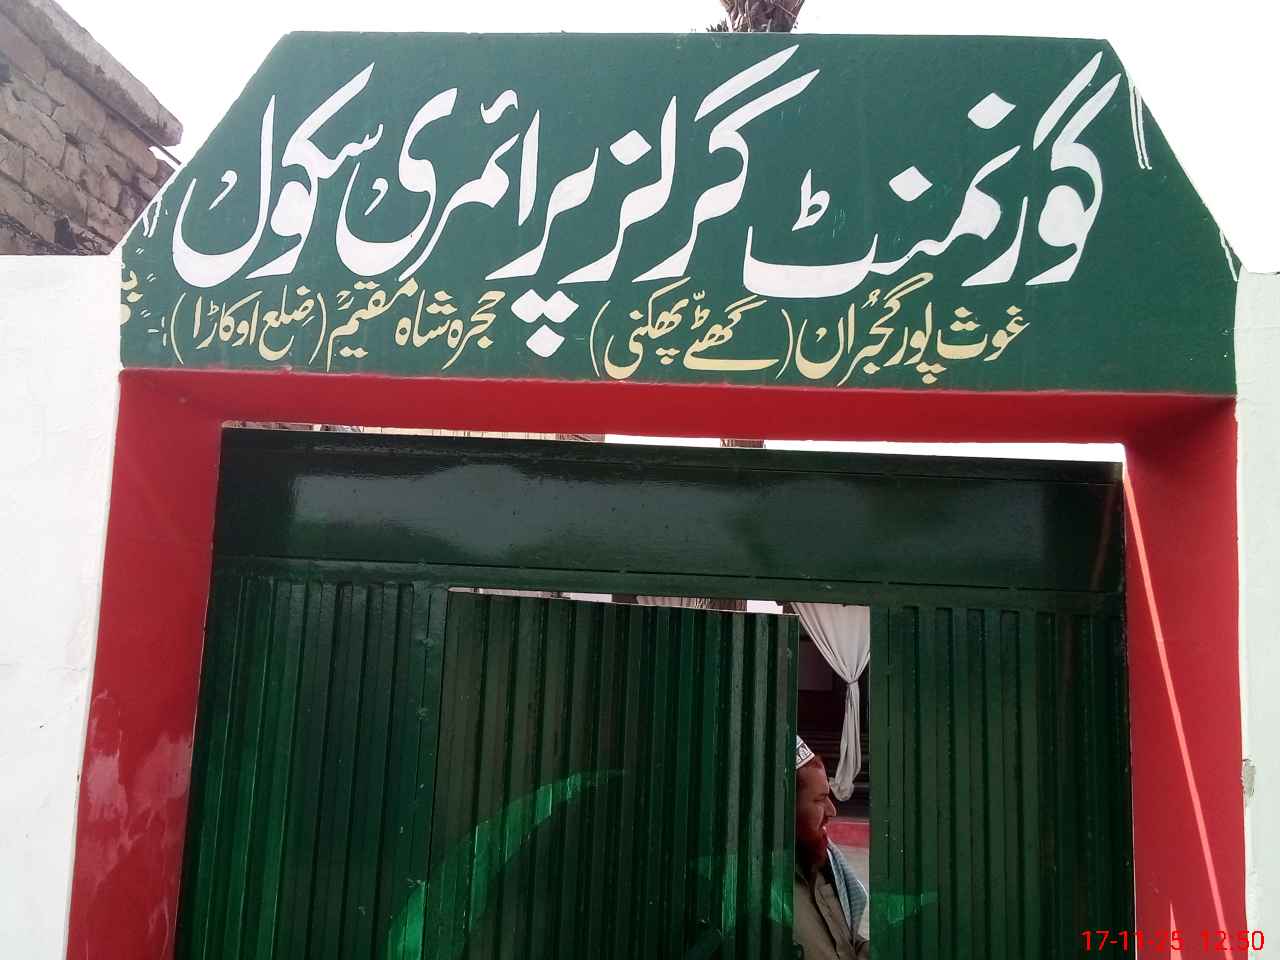 گورنمنٹ گرلز پرائمری سکول
غوث پور گجراں (گھٹے پھکنی) حجرہ شاہ مقیم (ضلع اوکاڑا)
17-11-25 12:50